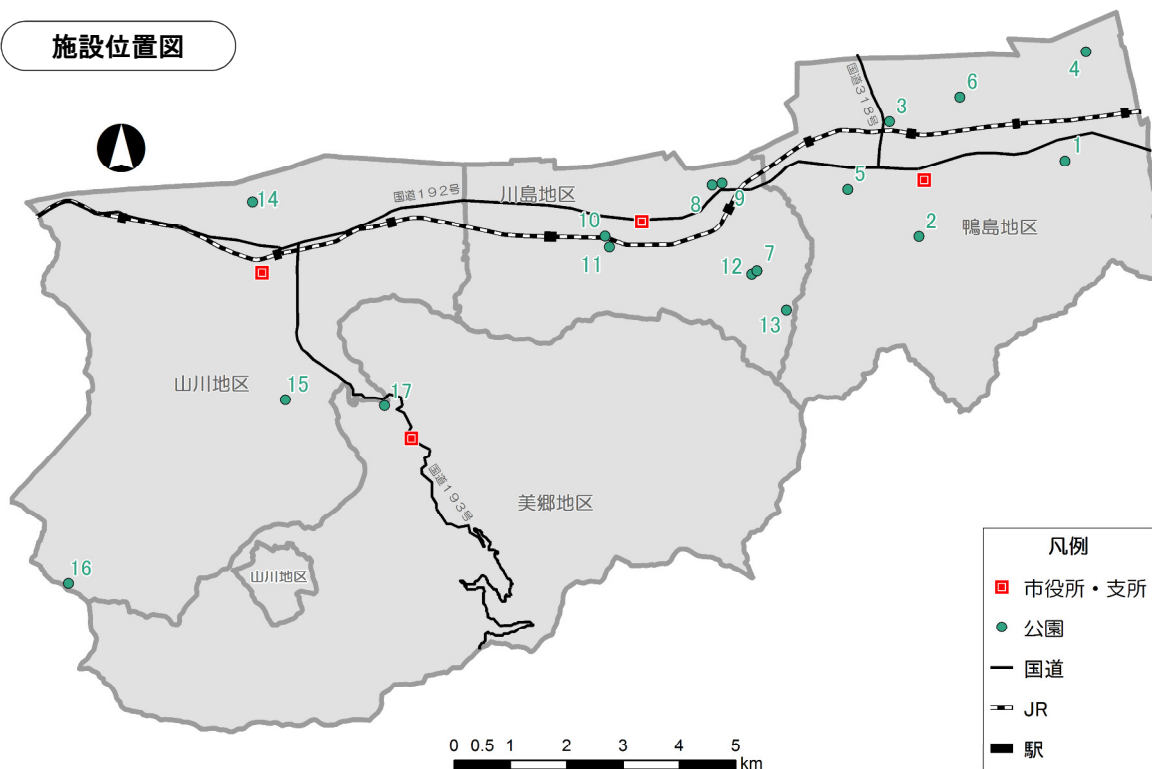 施設位置図
4
6
国道318号
3
1
5
14
国道192号
川島地区
8
9
10
2
鴨島地区
11
12
7
13
山川地区
15
17
国道193号
美郷地区
16
山川地区
凡例
市役所・支所
公園
国道
JR
駅
0 0.5 1 2 3 4 5
km